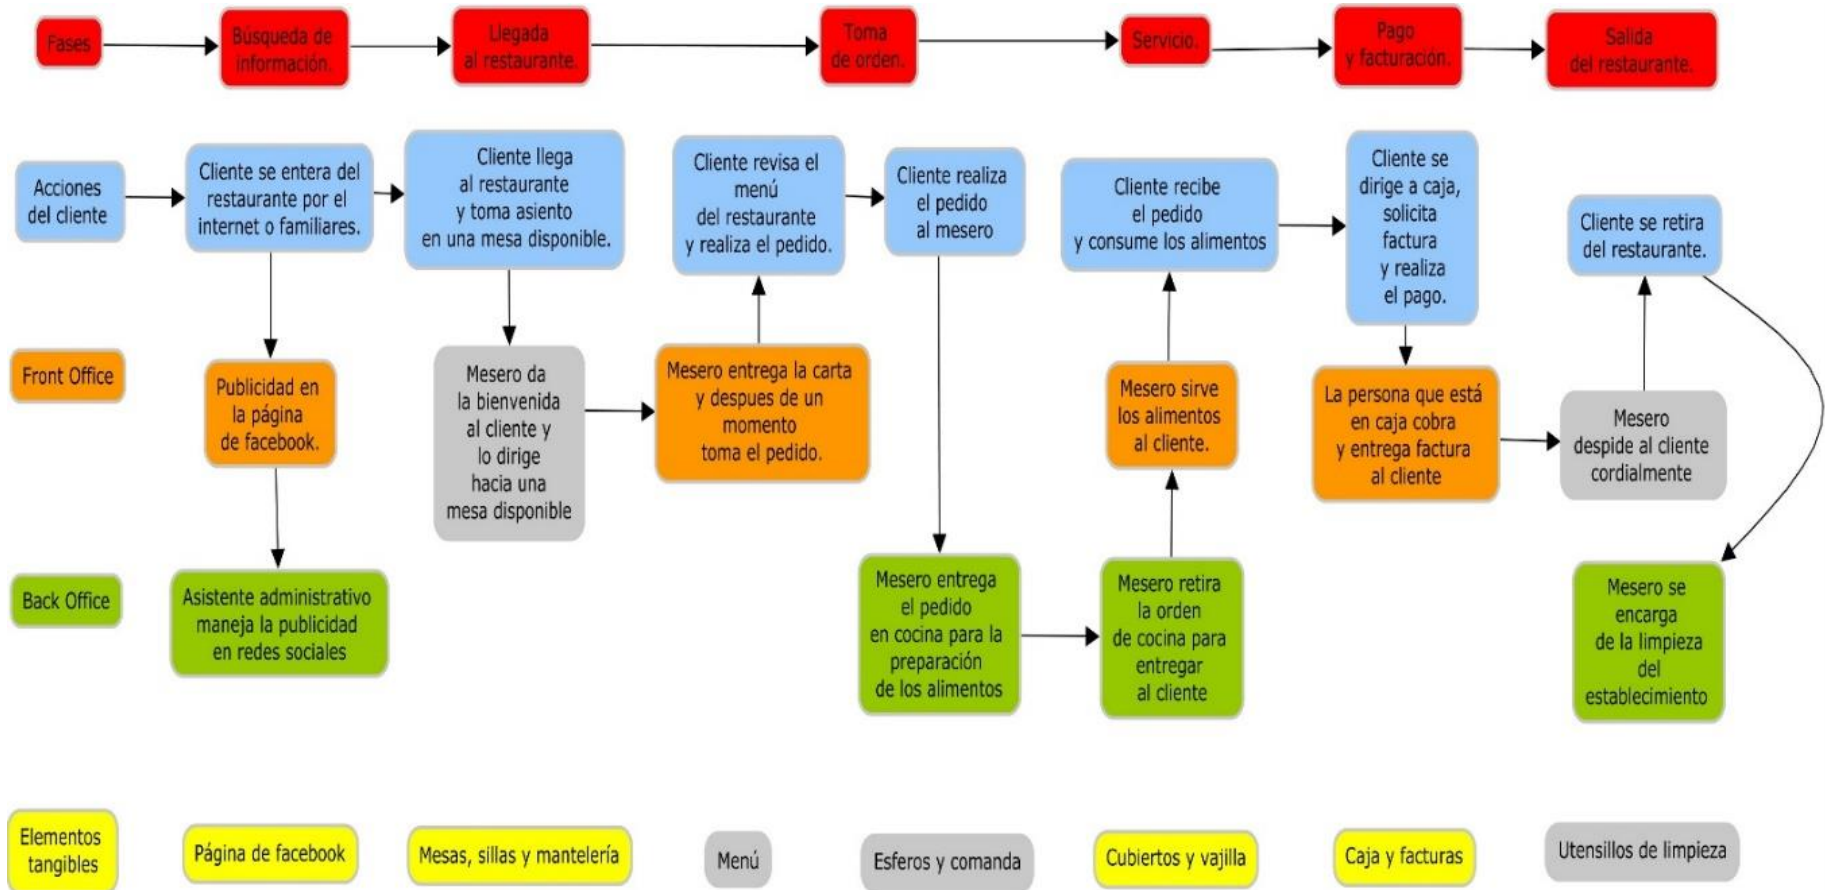 Fases
Búsqueda de
información.
Llegada
al restaurante.
Toma
de orden.
Servicio.
Pago
y facturación.
Salida
del restaurante.
Acciones
del cliente
Cliente se entera del
restaurante por el
internet o familiares.
Cliente llega
al restaurante
y toma asiento
en una mesa disponible.
Cliente revisa el
menú
del restaurante
y realiza el pedido.
Cliente realiza
el pedido
al mesero
Cliente recibe
el pedido
y consume los alimentos
Cliente se
dirige a caja,
solicita
factura
y realiza
el pago.
Cliente se retira
del restaurante.
Front Office
Publicidad en
la página
de facebook.
Mesero da
la bienvenida
al cliente y
lo dirige
hacia una
mesa disponible
Mesero entrega la carta
y despues de un
momento
toma el pedido.
Mesero sirve
los alimentos
al cliente.
La persona que está
en caja cobra
y entrega factura
al cliente
Mesero
despide al cliente
cordialmente
Back Office
Asistente administrativo
maneja la publicidad
en redes sociales
Mesero entrega
el pedido
en cocina para la
preparación
de los alimentos
Mesero retira
la orden
de cocina para
entregar
al cliente
Mesero se
encarga
de la limpieza
del
establecimiento
Elementos
tangibles
Página de facebook
Mesas, sillas y mantelería
Menú
Esferos y comanda
Cubiertos y vajilla
Caja y facturas
Utensillos de limpieza